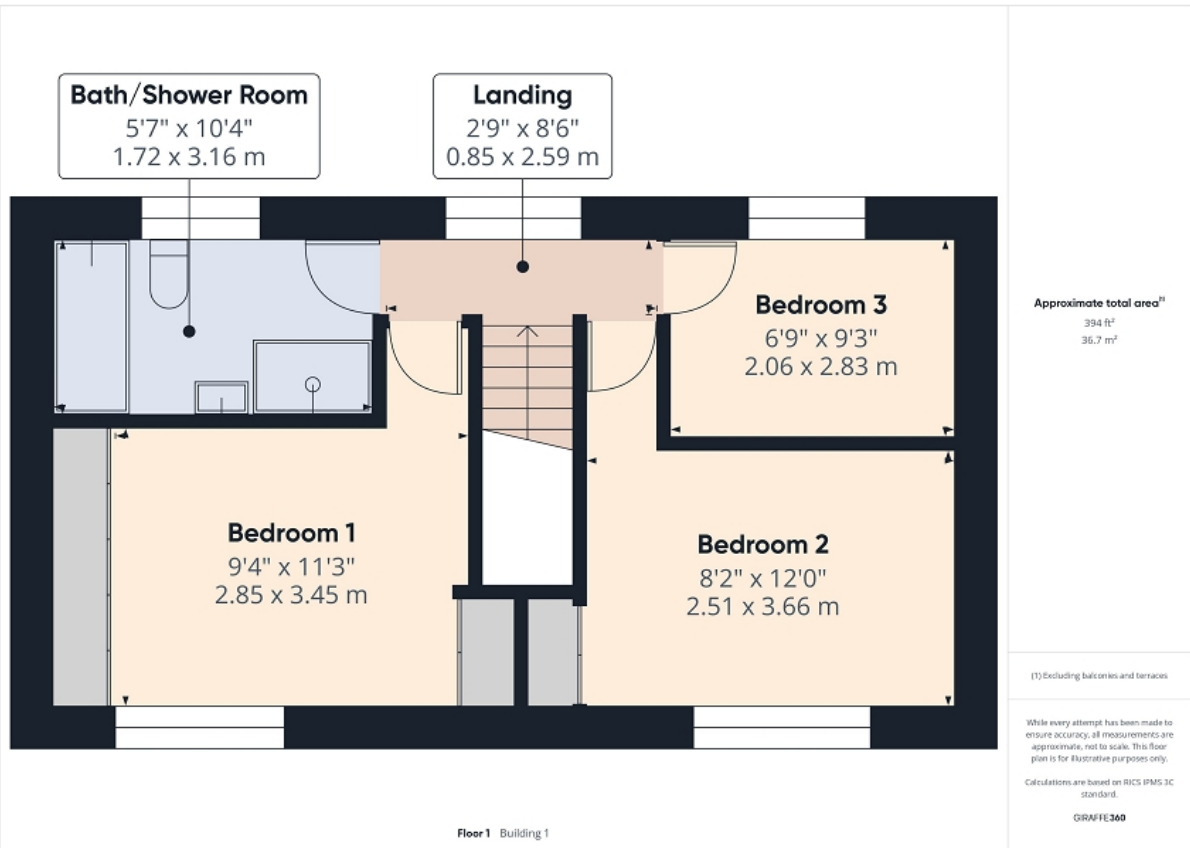 Bath/Shower Room
5'7" x 10'4"
1.72 x 3.16 m
Landing
2'9" x 8'6"
0.85 x 2.59 m
Bedroom 3
6'9" x 9'3"
2.06 x 2.83 m
Bedroom 1
9'4" x 11'3"
2.85 x 3.45 m
Bedroom 2
8'2" x 12'0"
2.51 x 3.66 m
Floor 1 Building 1
Approximate total area⁽¹⁾
394 ft²
36.7 m²
(1) Excluding balconies and terraces
While every attempt has been made to
ensure accuracy, all measurements are
approximate, not to scale. This floor
plan is for illustrative purposes only.
Calculations are based on RICS IPMS 3C
standard.
GIRAFFE360